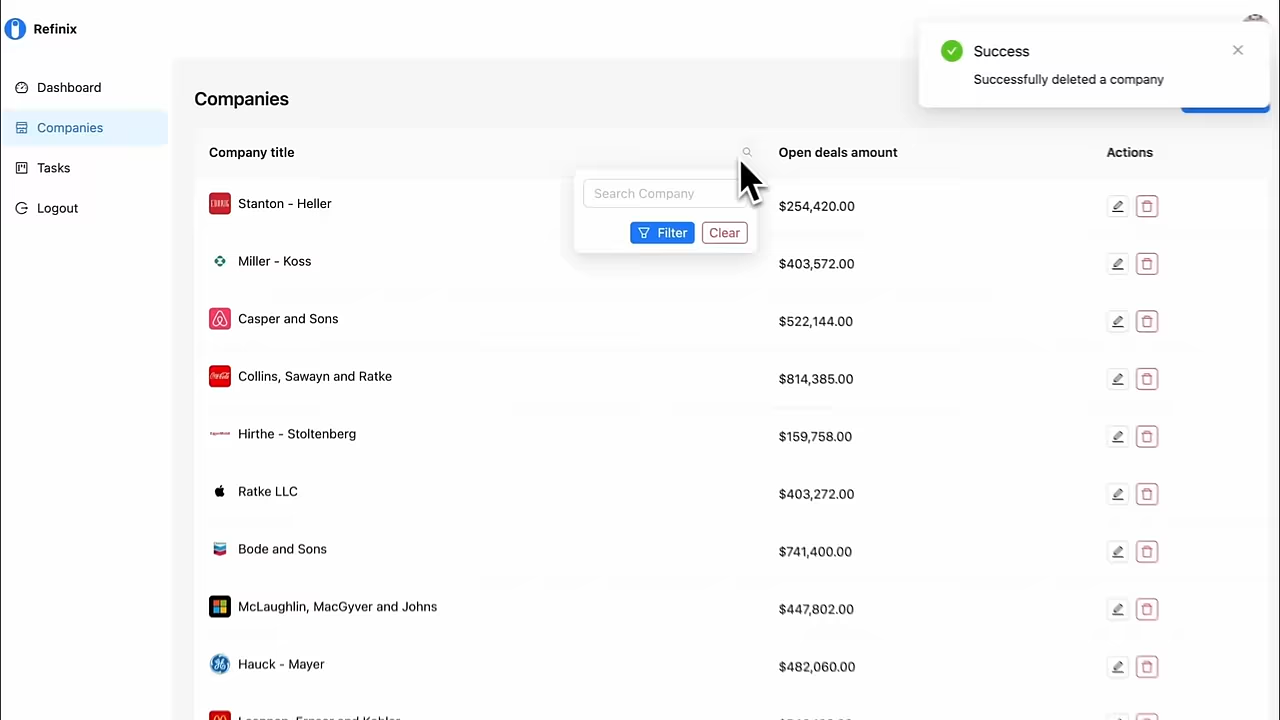 Refinix
Success
Successfully deleted a company
Dashboard
Companies
Tasks
Logout
Companies
Company title
Open deals amount
Actions
Search Company
Filter
Clear
Stanton - Heller
$254,420.00
Miller - Koss
$403,572.00
Casper and Sons
$522,144.00
Collins, Sawayn and Ratke
$814,385.00
Hirthe - Stoltenberg
$159,758.00
Ratke LLC
$403,272.00
Bode and Sons
$741,400.00
McLaughlin, MacGyver and Johns
$447,802.00
Hauck - Mayer
$482,060.00